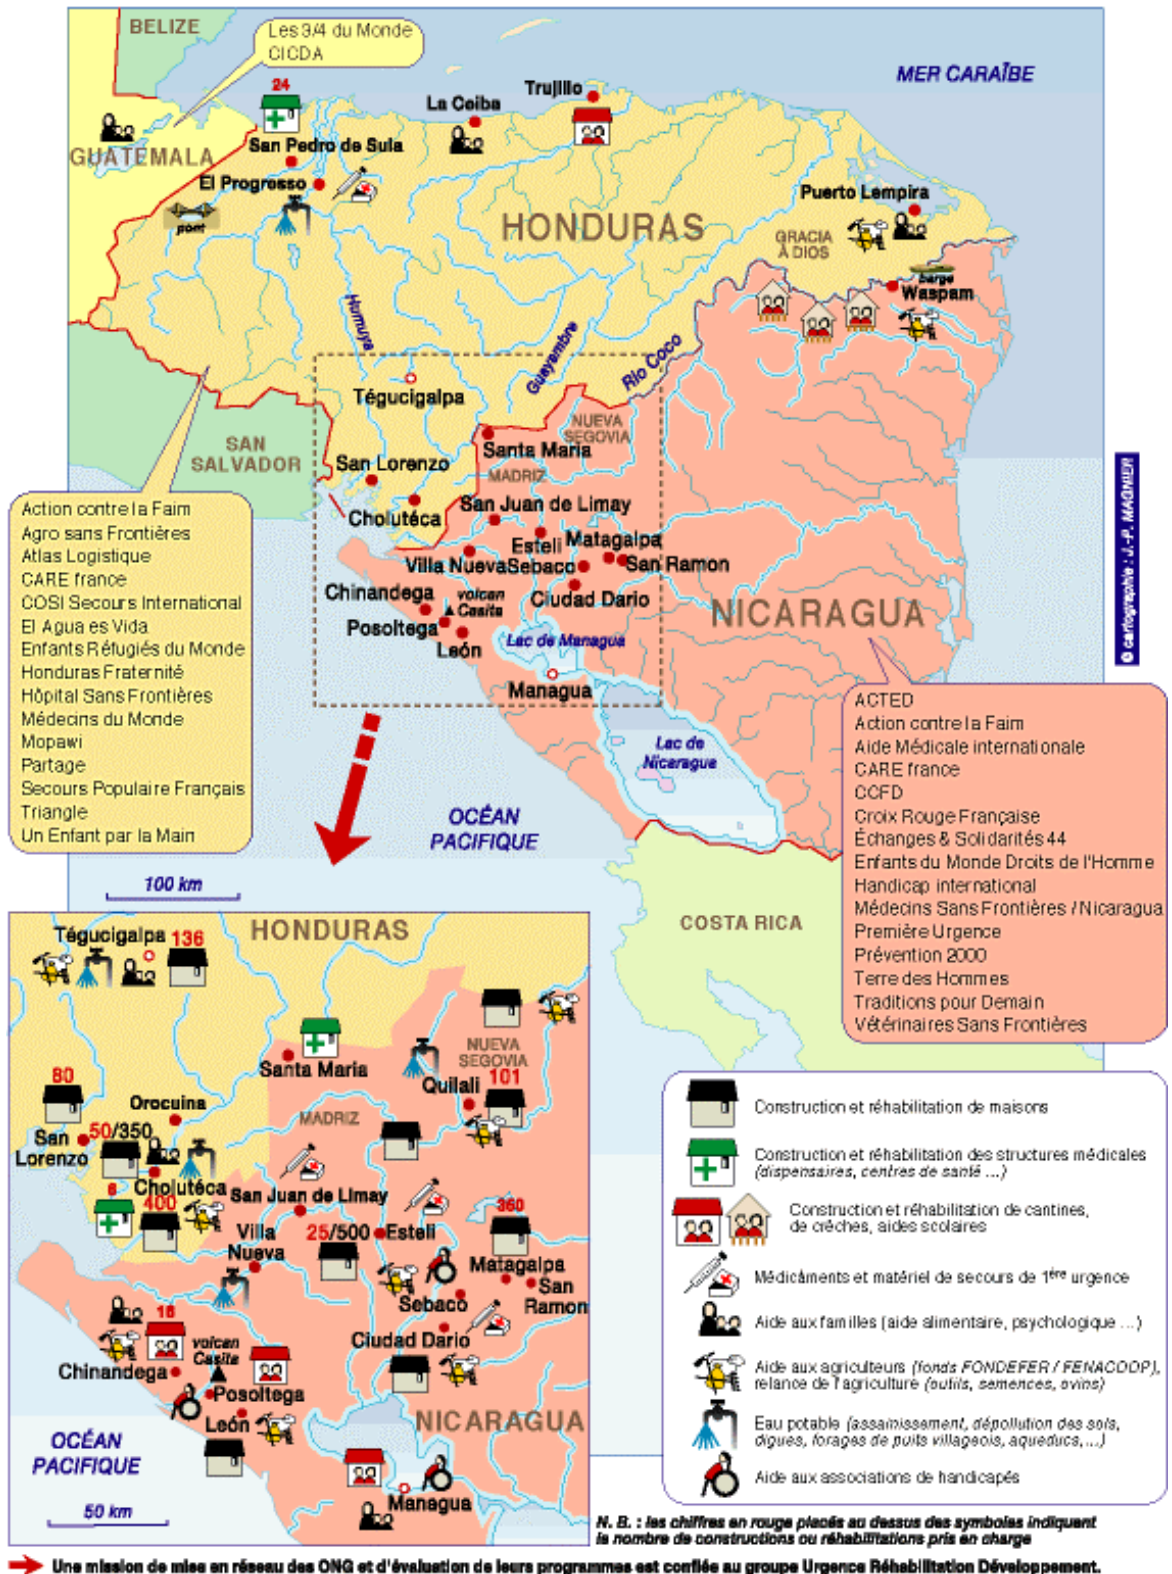 BELIZE
Les 3/4 du Monde
CICDA
MER CARAÏBE
24
Trujillo
La Ceiba
GUATEMALA
San Pedro de Sula
El Progresso
pont
HONDURAS
Puerto Lempira
GRACIA
À DIOS
barge
Waspam
Humuya
Guayambre
Rio Coco
Tégucigalpa
NUEVA
SEGOVIA
SAN
SALVADOR
Santa Maria
San Lorenzo
MADRIZ
Cholutéca
San Juan de Limay
Esteli
Matagalpa
Villa Nueva
Sebaco
San Ramon
Chinandega
volcan
Casita
Ciudad Dario
Posoltega
León
Lac de Managua
Managua
NICARAGUA
Lac de
Nicaragua
OCÉAN
PACIFIQUE
COSTA RICA
100 km
© cartographie : J.-P. MAGNIER
Action contre la Faim
Agro sans Frontières
Atlas Logistique
CARE france
COSI Secours International
El Agua es Vida
Enfants Réfugiés du Monde
Honduras Fraternité
Hôpital Sans Frontières
Médecins du Monde
Mopawi
Partage
Secours Populaire Français
Triangle
Un Enfant par la Main
ACTED
Action contre la Faim
Aide Médicale internationale
CARE france
CCFD
Croix Rouge Française
Échanges & Solidarités 44
Enfants du Monde Droits de l'Homme
Handicap international
Médecins Sans Frontières / Nicaragua
Première Urgence
Prévention 2000
Terre des Hommes
Traditions pour Demain
Vétérinaires Sans Frontières
HONDURAS
Tégucigalpa
136
NUEVA
SEGOVIA
Santa Maria
Quilali
101
80
Orocuina
MADRIZ
San
Lorenzo
50/350
Cholutéca
6
400
San Juan de Limay
Villa
Nueva
25/500
Esteli
360
Matagalpa
San
Ramon
Sebaco
Ciudad Dario
16
volcan
Casita
Chinandega
Posoltega
León
NICARAGUA
OCÉAN
PACIFIQUE
Managua
50 km
Construction et réhabilitation de maisons
Construction et réhabilitation des structures médicales
(dispensaires, centres de santé ...)
Construction et réhabilitation de cantines,
de crèches, aides scolaires
Médicaments et matériel de secours de 1ère urgence
Aide aux familles (aide alimentaire, psychologique ...)
Aide aux agriculteurs (fonds FONDEFER / FENACOOP),
relance de l'agriculture (outils, semences, ovins)
Eau potable (assainissement, dépollution des sols,
digues, forages de puits villageois, aqueducs,...)
Aide aux associations de handicapés
N. B. : les chiffres en rouge placés au dessus des symboles indiquent
le nombre de constructions ou réhabilitations pris en charge
Une mission de mise en réseau des ONG et d'évaluation de leurs programmes est confiée au groupe Urgence Réhabilitation Développement.